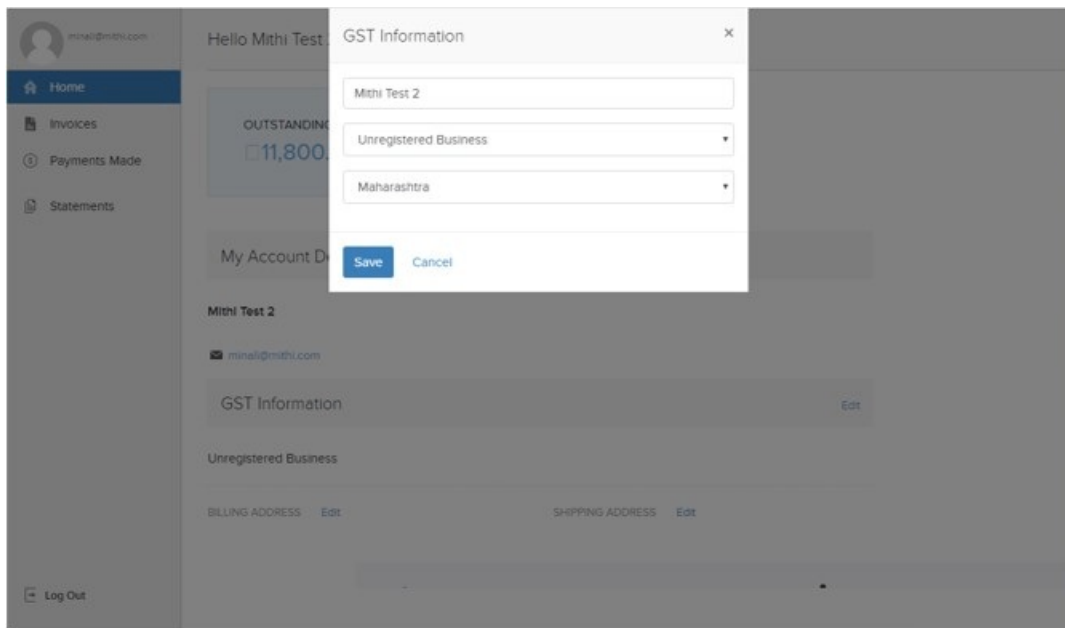 minali@mithi.com
Hello Mithi Test
GST Information
×
Home
Invoices
Payments Made
Statements
OUTSTANDING
11,800.
Mithi Test 2
Unregistered Business
Maharashtra
Save Cancel
My Account D
Mithi Test 2
minali@mithi.com
GST Information Edit
Unregistered Business
BILLING ADDRESS Edit SHIPPING ADDRESS Edit
Log Out